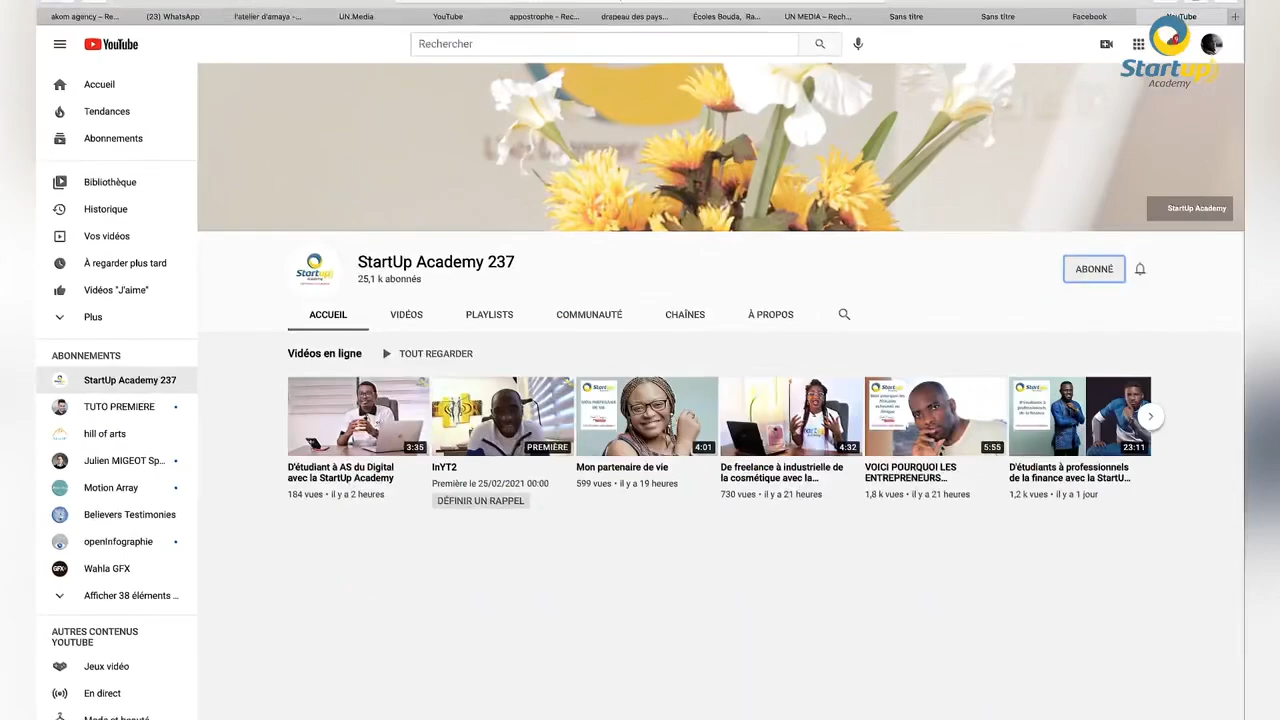 akom agency – Re...
(23) WhatsApp
l'atelier d'amaya -...
UN.Media
YouTube
appostrophe - Rec...
drapeau des pays...
Écoles Bouda, Ra...
UN MEDIA – Rech...
Sans titre
Sans titre
Facebook
YouTube
YouTube
Rechercher
Startup
Academy
Accueil
Tendances
Abonnements
Bibliothèque
Historique
Vos vidéos
À regarder plus tard
Vidéos "J'aime"
Plus
ABONNEMENTS
StartUp Academy 237
TUTO PREMIERE
hill of arts
Julien MIGEOT Sp...
Motion Array
Believers Testimonies
openInfographie
Wahla GFX
Afficher 38 éléments ...
AUTRES CONTENUS
YOUTUBE
Jeux vidéo
En direct
Mode et beauté
StartUp Academy
StartUp Academy 237
25,1 k abonnés
ABONNÉ
ACCUEIL
VIDÉOS
PLAYLISTS
COMMUNAUTÉ
CHAÎNES
À PROPOS
Vidéos en ligne
TOUT REGARDER
3:35
D'étudiant à AS du Digital
avec la StartUp Academy
184 vues • il y a 2 heures
PREMIÈRE
InYT2
Première le 25/02/2021 00:00
DÉFINIR UN RAPPEL
4:01
Mon partenaire de vie
599 vues • il y a 19 heures
4:32
De freelance à industrielle de
la cosmétique avec la...
730 vues • il y a 21 heures
5:55
VOICI POURQUOI LES
ENTREPRENEURS...
1,8 k vues • il y a 21 heures
23:11
D'étudiants à professionnels
de la finance avec la StartU...
1,2 k vues • il y a 1 jour